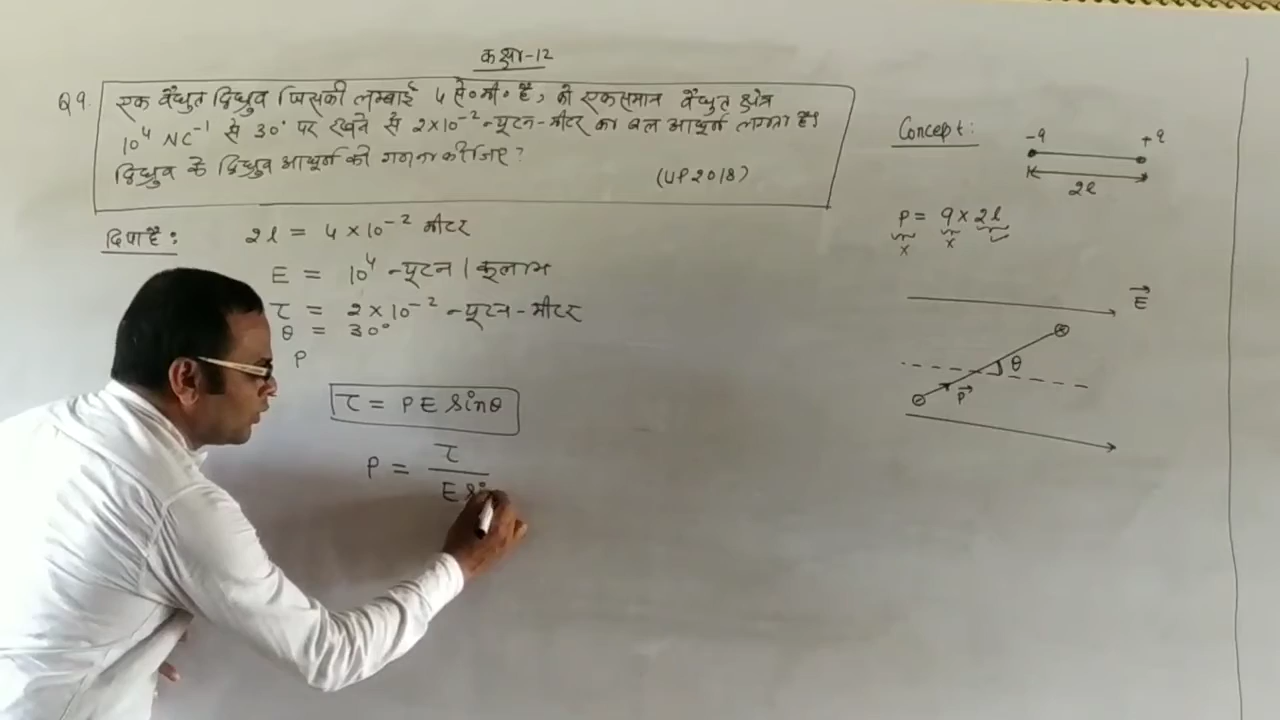 कक्षा-12
Q9. एक वैद्युत द्विध्रुव जिसकी लम्बाई 4 से०मी० है, को एकसमान वैद्युत क्षेत्र
10⁴ NC⁻¹ से 30° पर रखने से 2×10⁻² न्यूटन-मीटर का बल आघूर्ण लगता है।
द्विध्रुव के द्विध्रुव आघूर्ण की गणना कीजिए?
(UP 2018)
दिया है:
2l = 4×10⁻² मीटर
E = 10⁴ न्यूटन/कूलाम
τ = 2×10⁻² न्यूटन-मीटर
θ = 30°
P
τ = PE sinθ
P = τ
E sin
Concept:
-q +q
2l
P = q × 2l
x x
E
θ
P